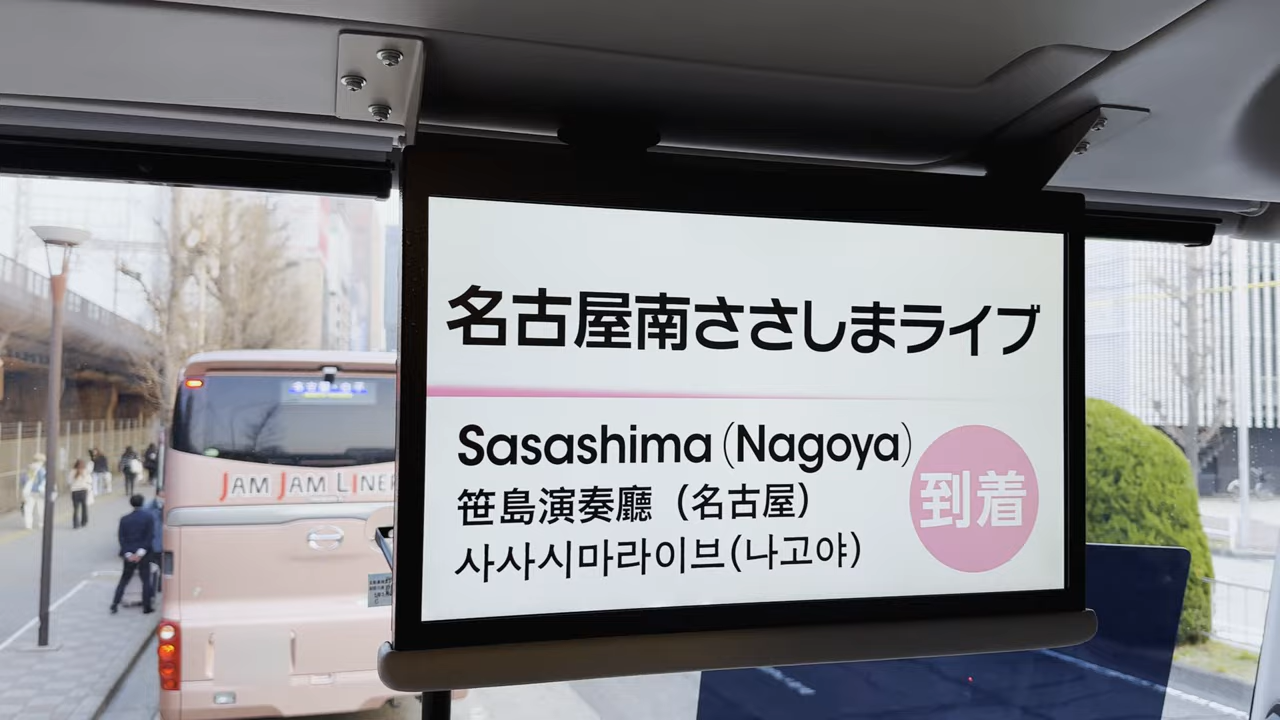 名古屋南ささしまライブ
Sasashima (Nagoya)
笹島演奏廳（名古屋）
사사시마라이브(나고야)
到着
JAM JAM LINER